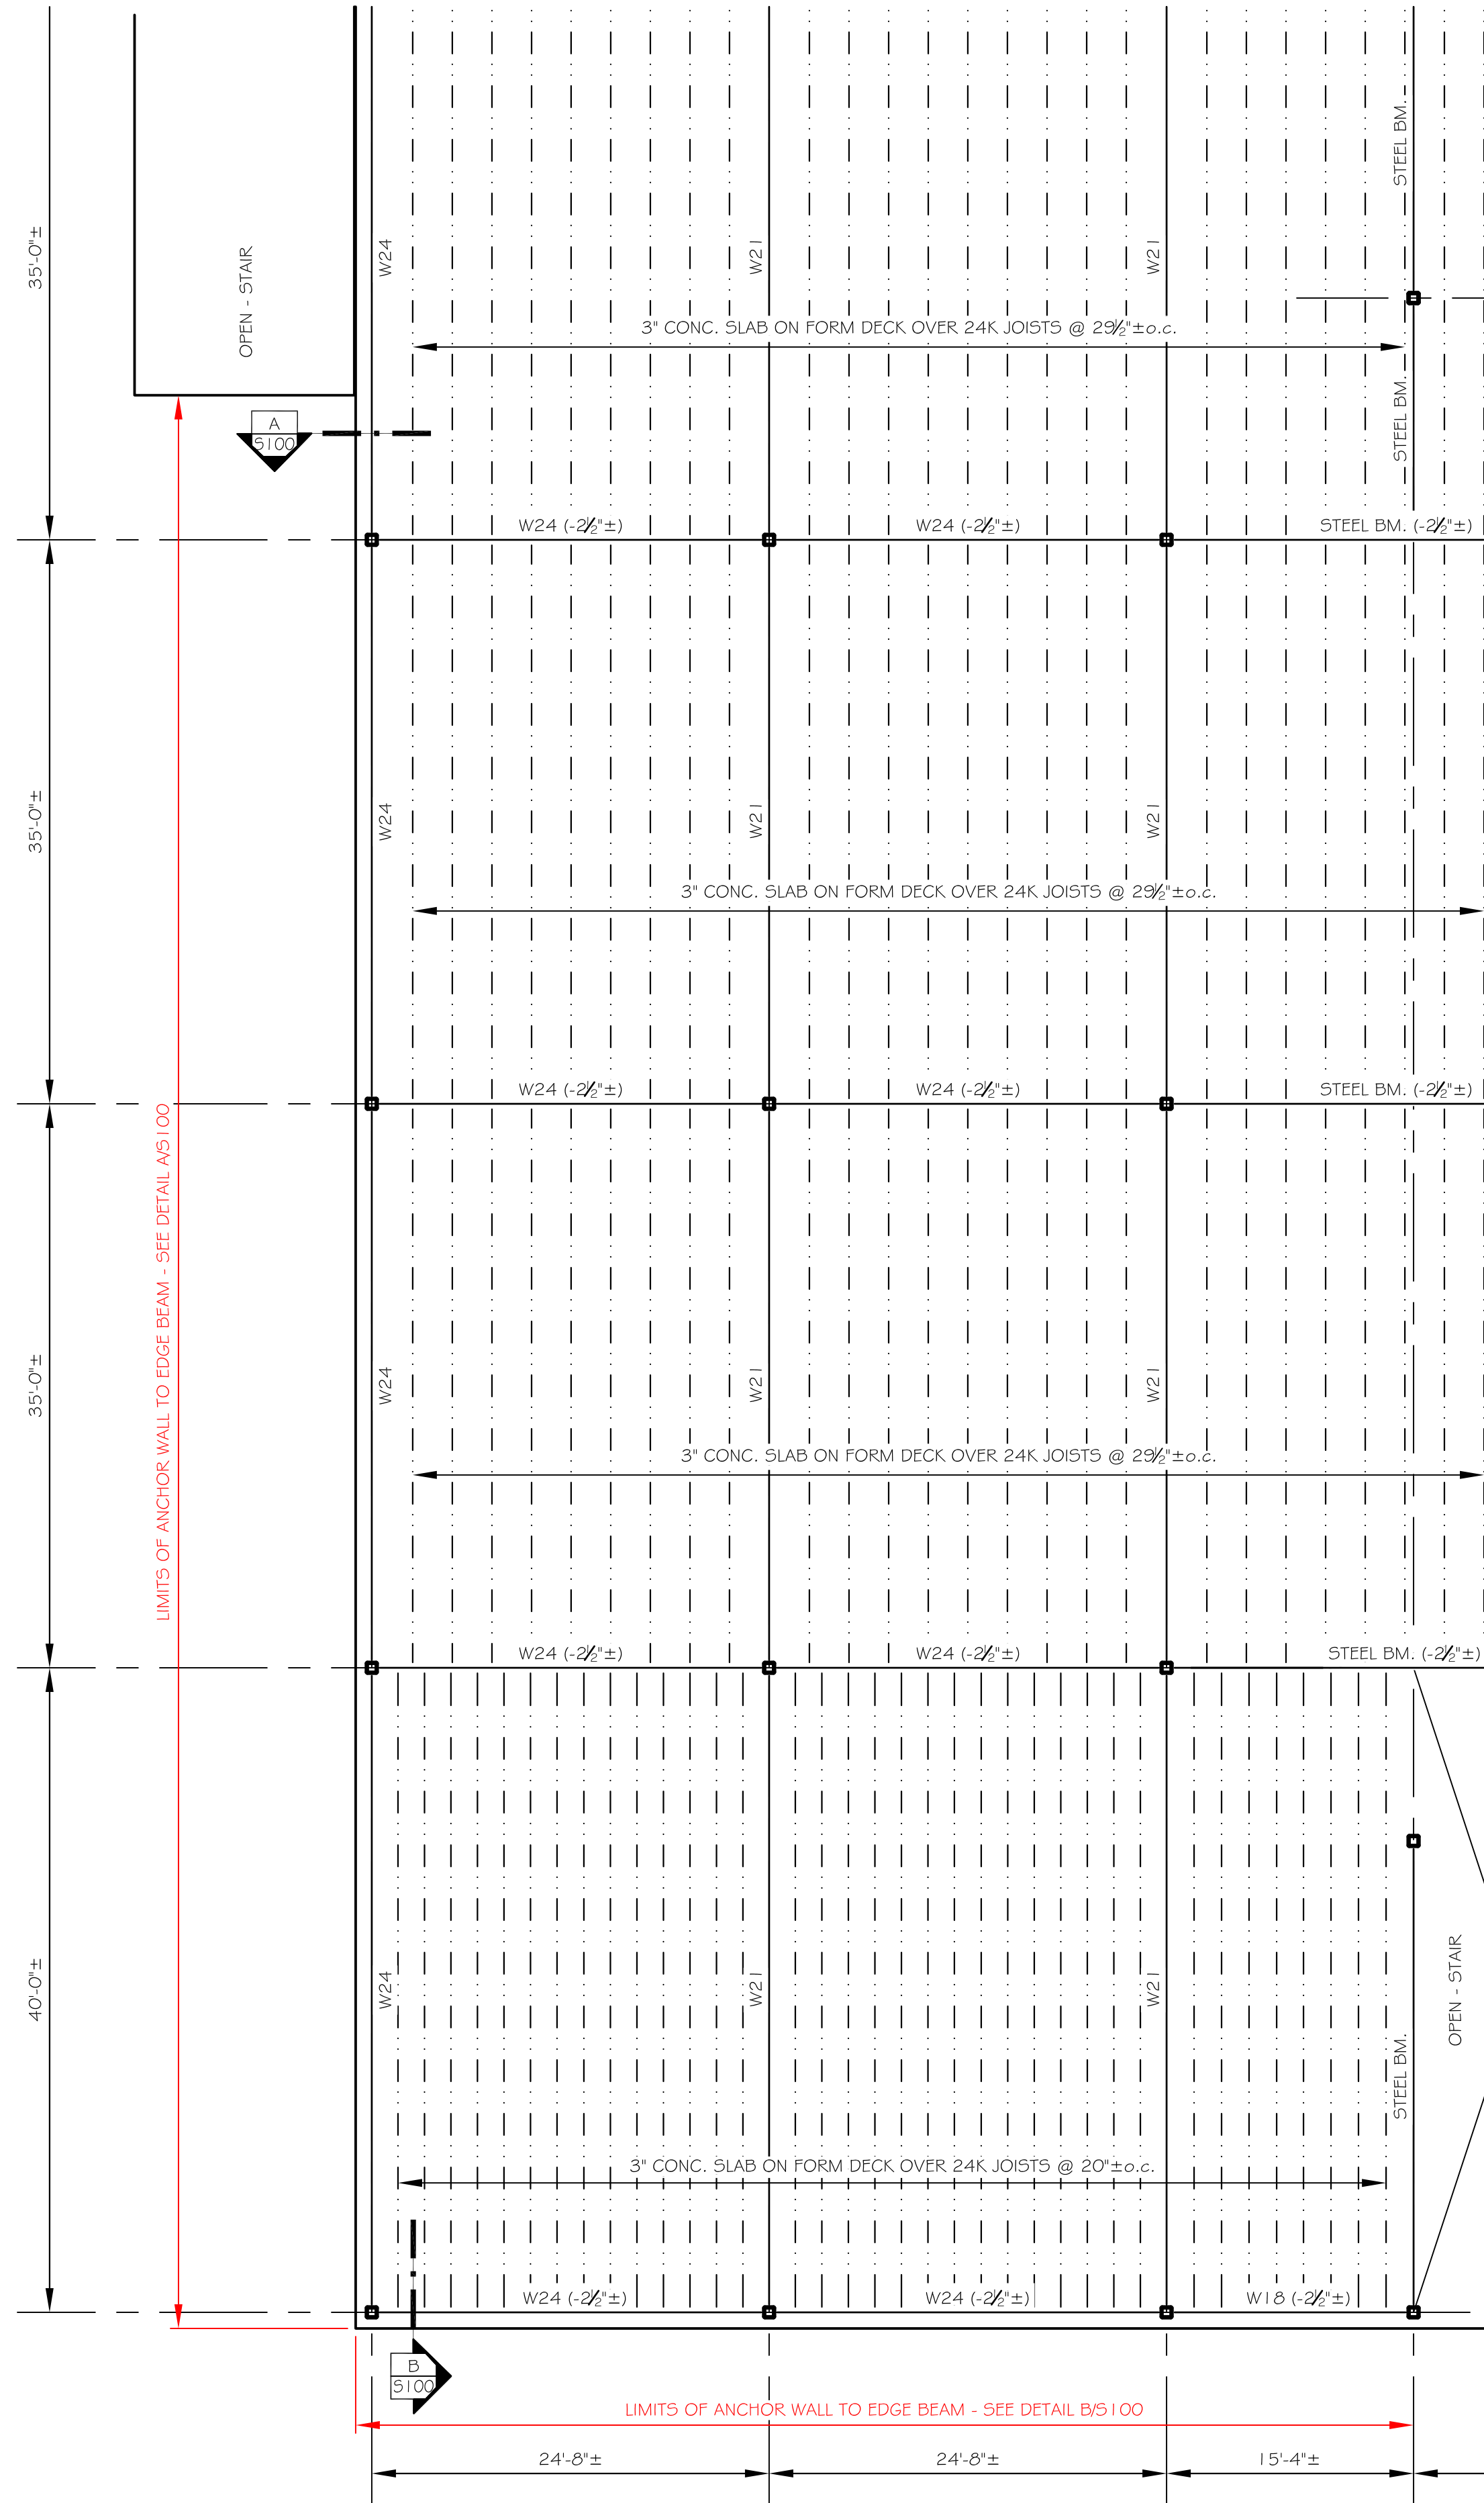 STEEL BM.
35'-0"±
OPEN - STAIR
W24
W21
W21
3" CONC. SLAB ON FORM DECK OVER 24K JOISTS @ 29½"±o.c.
STEEL BM.
A
S100
W24 (-2½"±)
W24 (-2½"±)
STEEL BM. (-2½"±)
35'-0"±
W24
W21
W21
3" CONC. SLAB ON FORM DECK OVER 24K JOISTS @ 29½"±o.c.
W24 (-2½"±)
W24 (-2½"±)
STEEL BM. (-2½"±)
LIMITS OF ANCHOR WALL TO EDGE BEAM - SEE DETAIL A/S100
35'-0"±
W24
W21
W21
3" CONC. SLAB ON FORM DECK OVER 24K JOISTS @ 29½"±o.c.
W24 (-2½"±)
W24 (-2½"±)
STEEL BM. (-2½"±)
40'-0"±
W24
W21
W21
OPEN - STAIR
STEEL BM.
3" CONC. SLAB ON FORM DECK OVER 24K JOISTS @ 20"±o.c.
W24 (-2½"±)
W24 (-2½"±)
W18 (-2½"±)
B
S100
LIMITS OF ANCHOR WALL TO EDGE BEAM - SEE DETAIL B/S100
24'-8"±
24'-8"±
15'-4"±